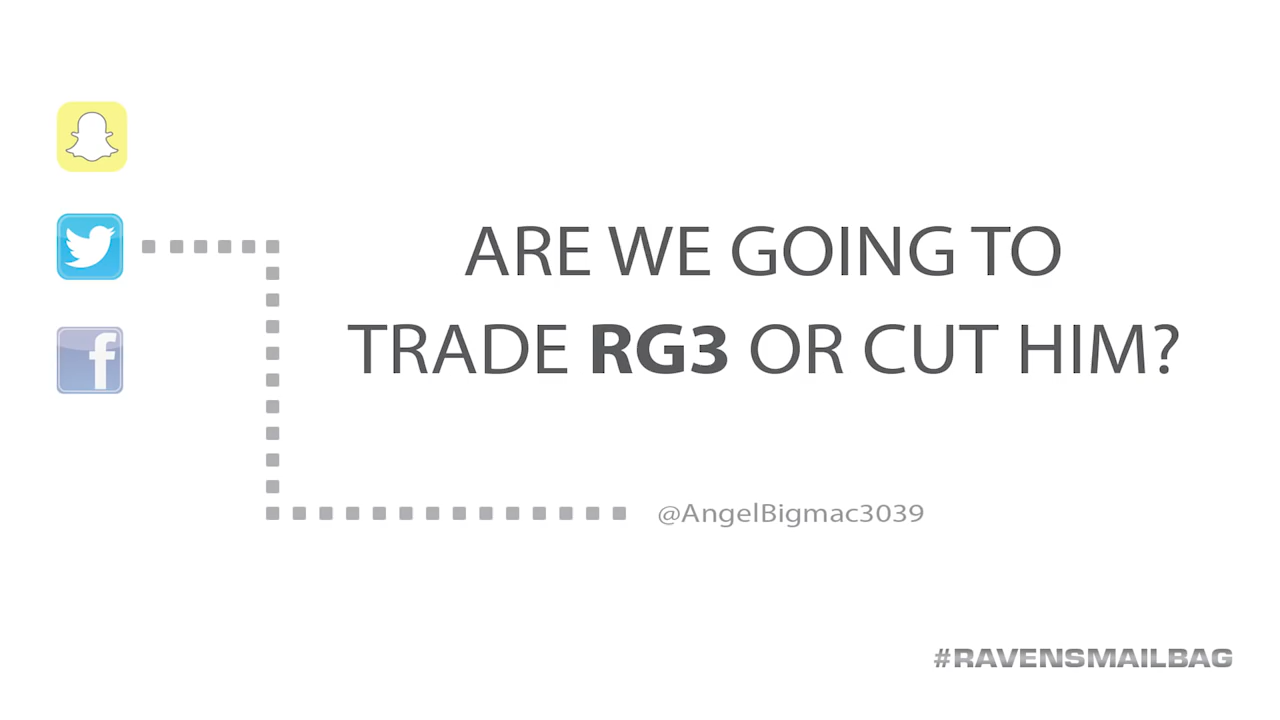 ARE WE GOING TO
TRADE RG3 OR CUT HIM?
@AngelBigmac3039
#RAVENSMAILBAG